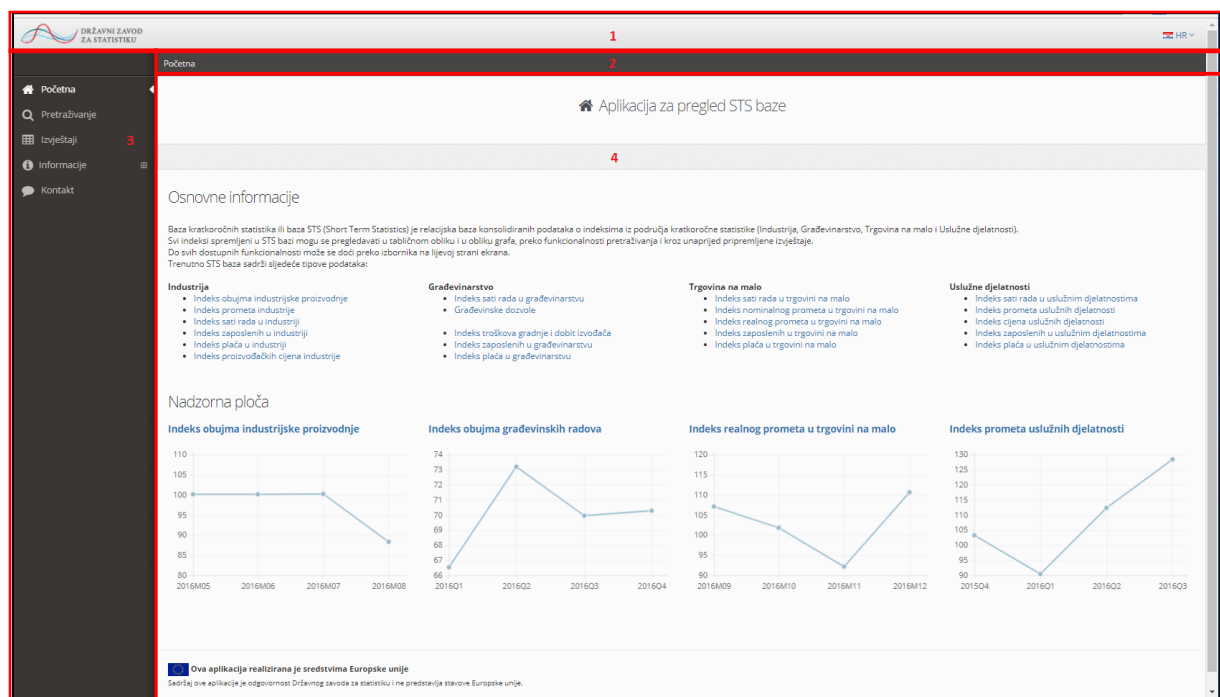 DRŽAVNI ZAVOD
ZA STATISTIKU
1
HR
Početna
2
Početna
Pretraživanje
Izvještaji
3
Informacije
Kontakt
Aplikacija za pregled STS baze
4
Osnovne informacije
Baza kratkoročnih statistika ili baza STS (Short Term Statistics) je relacijska baza konsolidiranih podataka o indeksima iz područja kratkoročne statistike (Industrija, Građevinarstvo, Trgovina na malo i Uslužne djelatnosti).
Svi indeksi spremljeni u STS bazi mogu se pregledavati u tabličnom obliku i u obliku grafa, preko funkcionalnosti pretraživanja i kroz unaprijed pripremljene izvještaje.
Do svih dostupnih funkcionalnosti može se doći preko izbornika na lijevoj strani ekrana.
Trenutno STS baza sadrži sljedeće tipove podataka:
Industrija
Indeks obujma industrijske proizvodnje
Indeks prometa industrije
Indeks sati rada u industriji
Indeks zaposlenih u industriji
Indeks plaća u industriji
Indeks proizvođačkih cijena industrije
Građevinarstvo
Indeks sati rada u građevinarstvu
Građevinske dozvole
Indeks troškova gradnje i dobit izvođača
Indeks zaposlenih u građevinarstvu
Indeks plaća u građevinarstvu
Trgovina na malo
Indeks sati rada u trgovini na malo
Indeks nominalnog prometa u trgovini na malo
Indeks realnog prometa u trgovini na malo
Indeks zaposlenih u trgovini na malo
Indeks plaća u trgovini na malo
Uslužne djelatnosti
Indeks sati rada u uslužnim djelatnostima
Indeks prometa uslužnih djelatnosti
Indeks cijena uslužnih djelatnosti
Indeks zaposlenih u uslužnim djelatnostima
Indeks plaća u uslužnim djelatnostima
Nadzorna ploča
Indeks obujma industrijske proizvodnje
110
105
100
95
90
85
80
2016M05 2016M06 2016M07 2016M08
Indeks obujma građevinskih radova
74
73
72
71
70
69
68
67
66
2016Q1 2016Q2 2016Q3 2016Q4
Indeks realnog prometa u trgovini na malo
120
115
110
105
100
95
90
2016M09 2016M10 2016M11 2016M12
Indeks prometa uslužnih djelatnosti
130
125
120
115
110
105
100
95
90
2015Q4 2016Q1 2016Q2 2016Q3
Ova aplikacija realizirana je sredstvima Europske unije
Sadržaj ove aplikacije je odgovornost Državnog zavoda za statistiku i ne predstavlja stavove Europske unije.